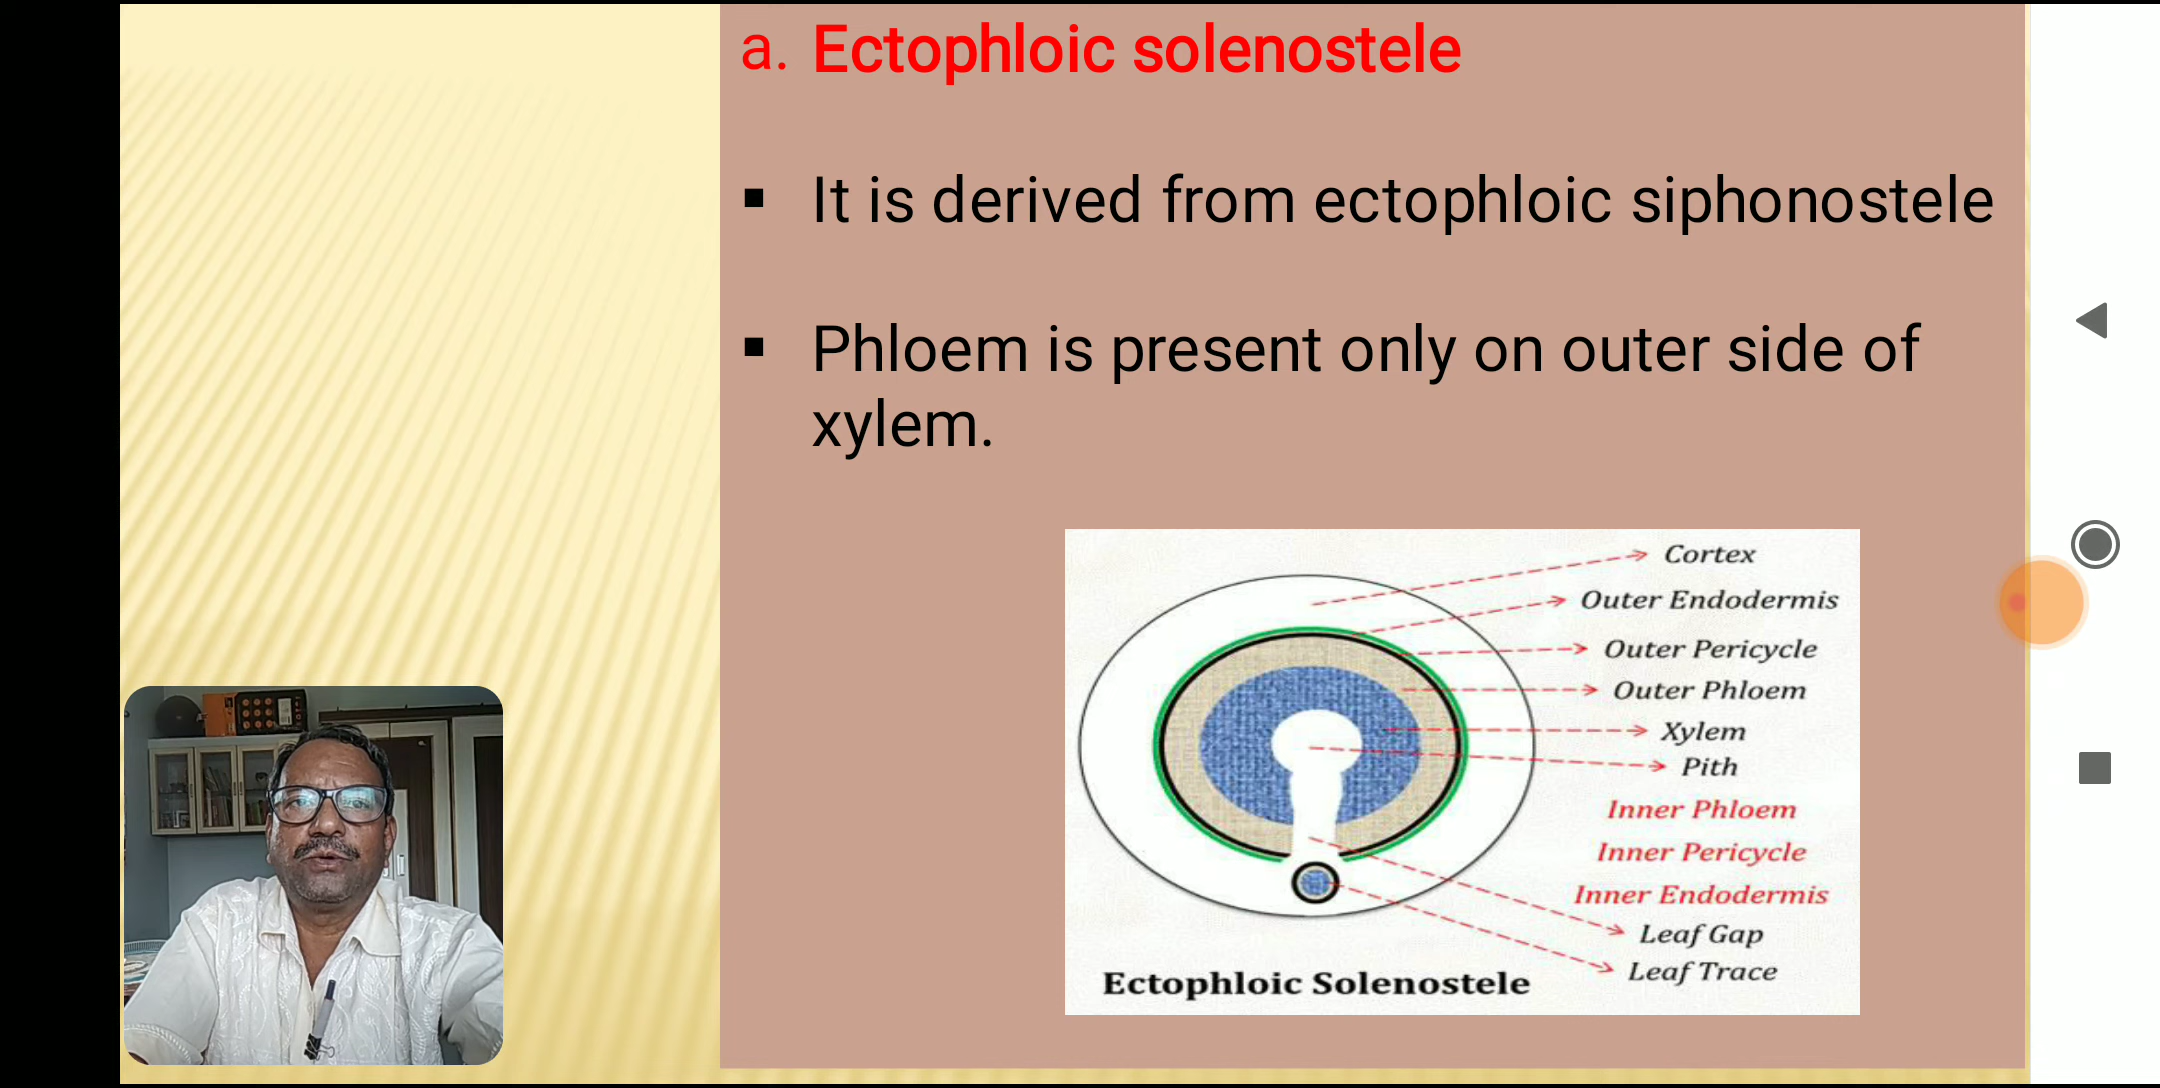 a. Ectophloic solenostele
▪ It is derived from ectophloic siphonostele
▪ Phloem is present only on outer side of
xylem.
Cortex
Outer Endodermis
Outer Pericycle
Outer Phloem
Xylem
Pith
Inner Phloem
Inner Pericycle
Inner Endodermis
Leaf Gap
Leaf Trace
Ectophloic Solenostele